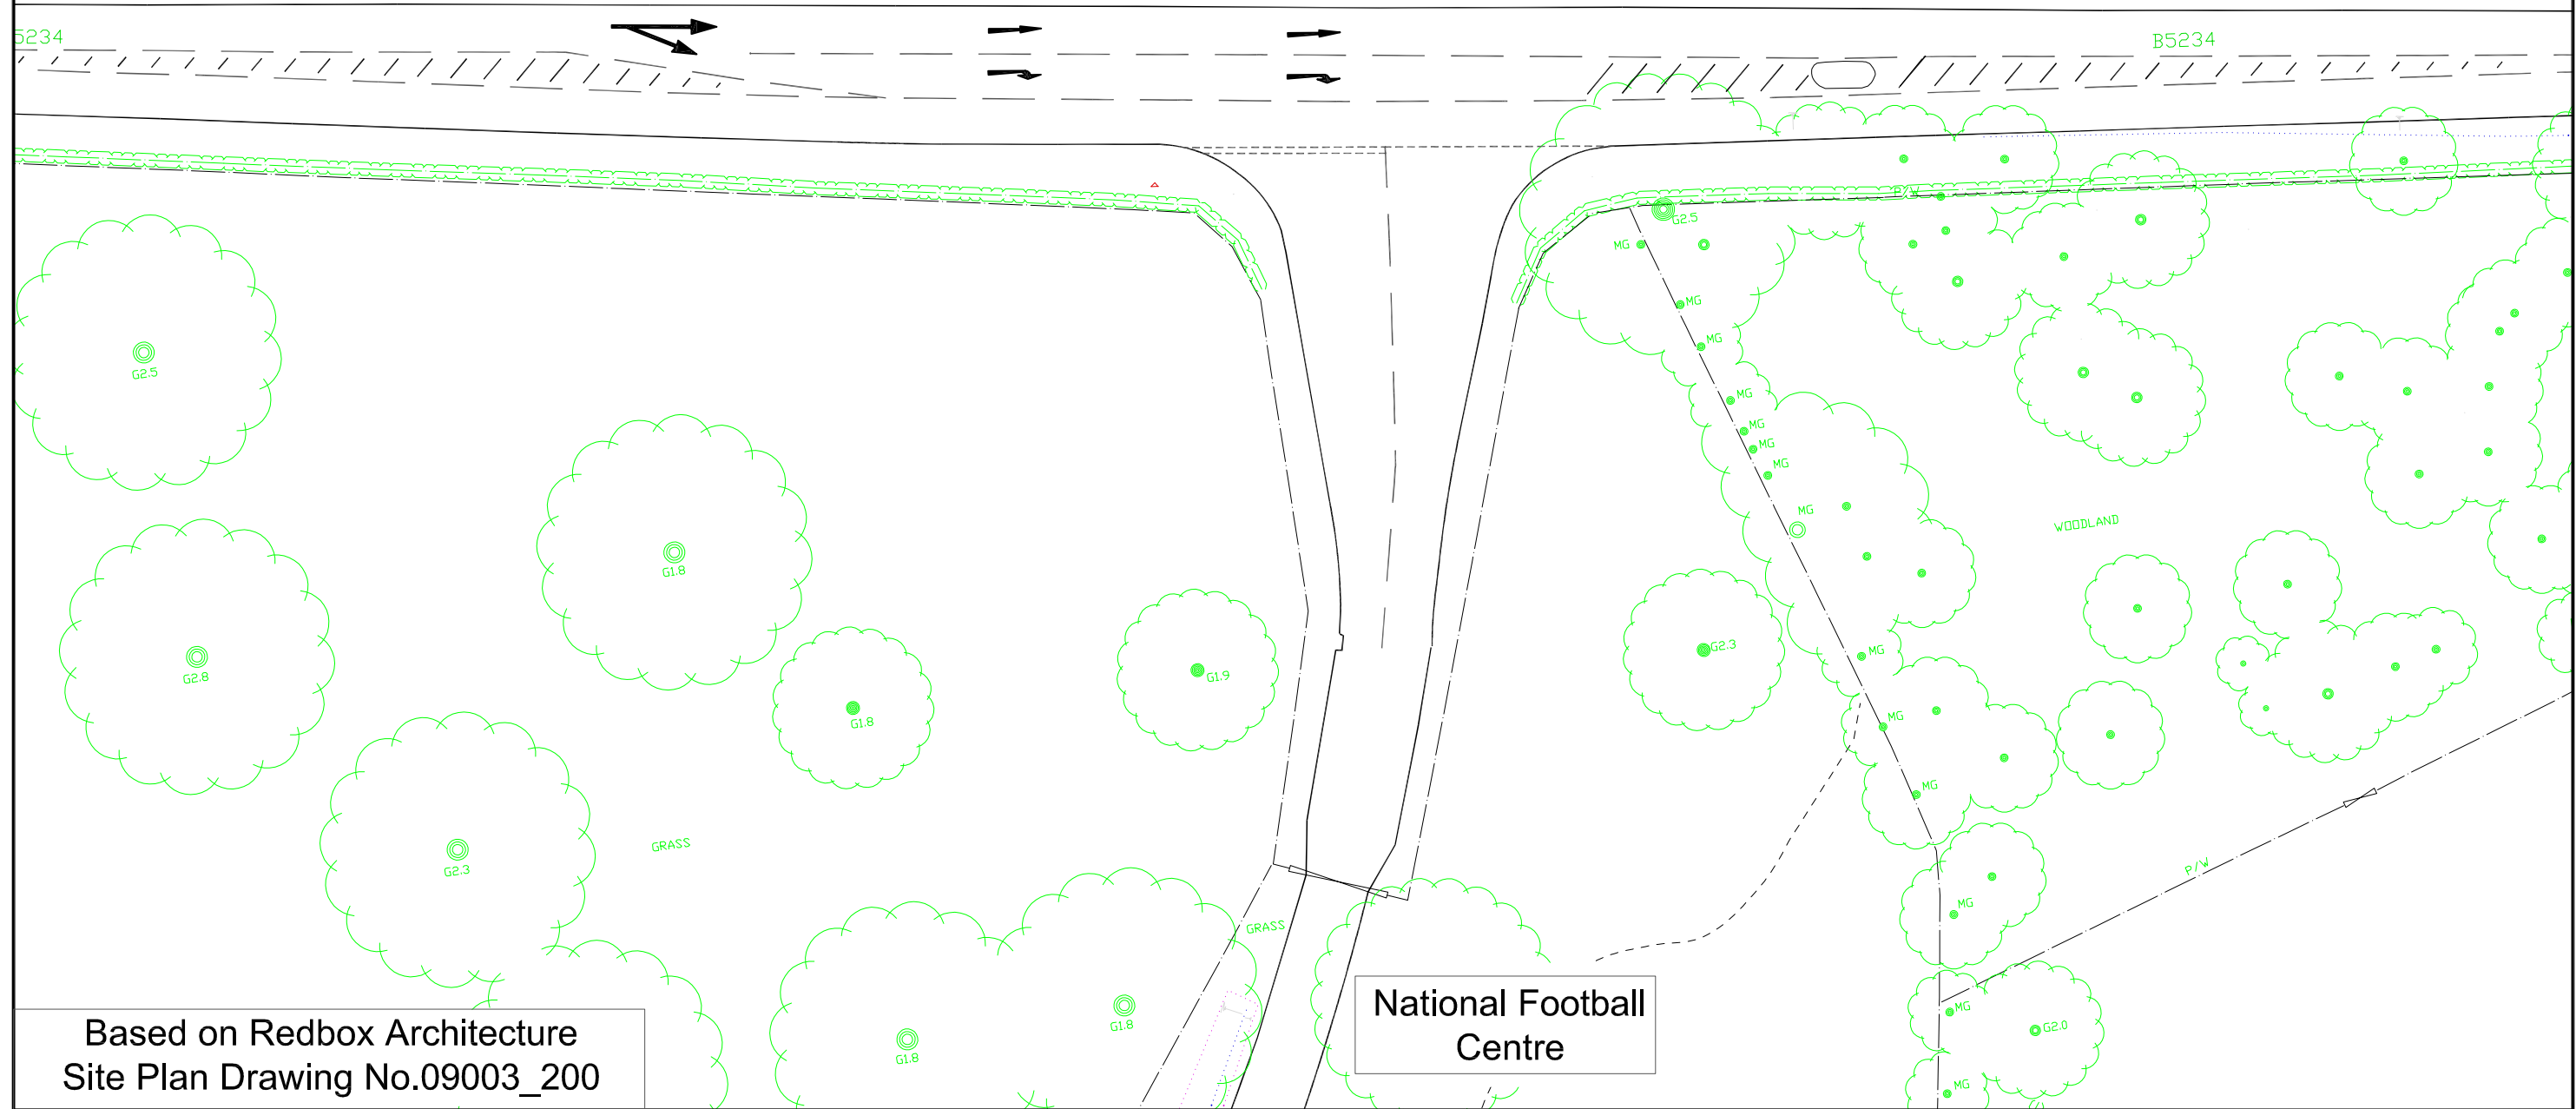 5234
B5234
G2.5
MG
MG
MG
G2.5
MG
MG
MG
MG
MG
WOODLAND
G1.8
G2.3
MG
G2.8
G1.9
G1.8
MG
MG
GRASS
G2.3
P/W
MG
GRASS
MG
G2.0
G1.8
G1.8
MG
National Football
Centre
Based on Redbox Architecture
Site Plan Drawing No.09003_200